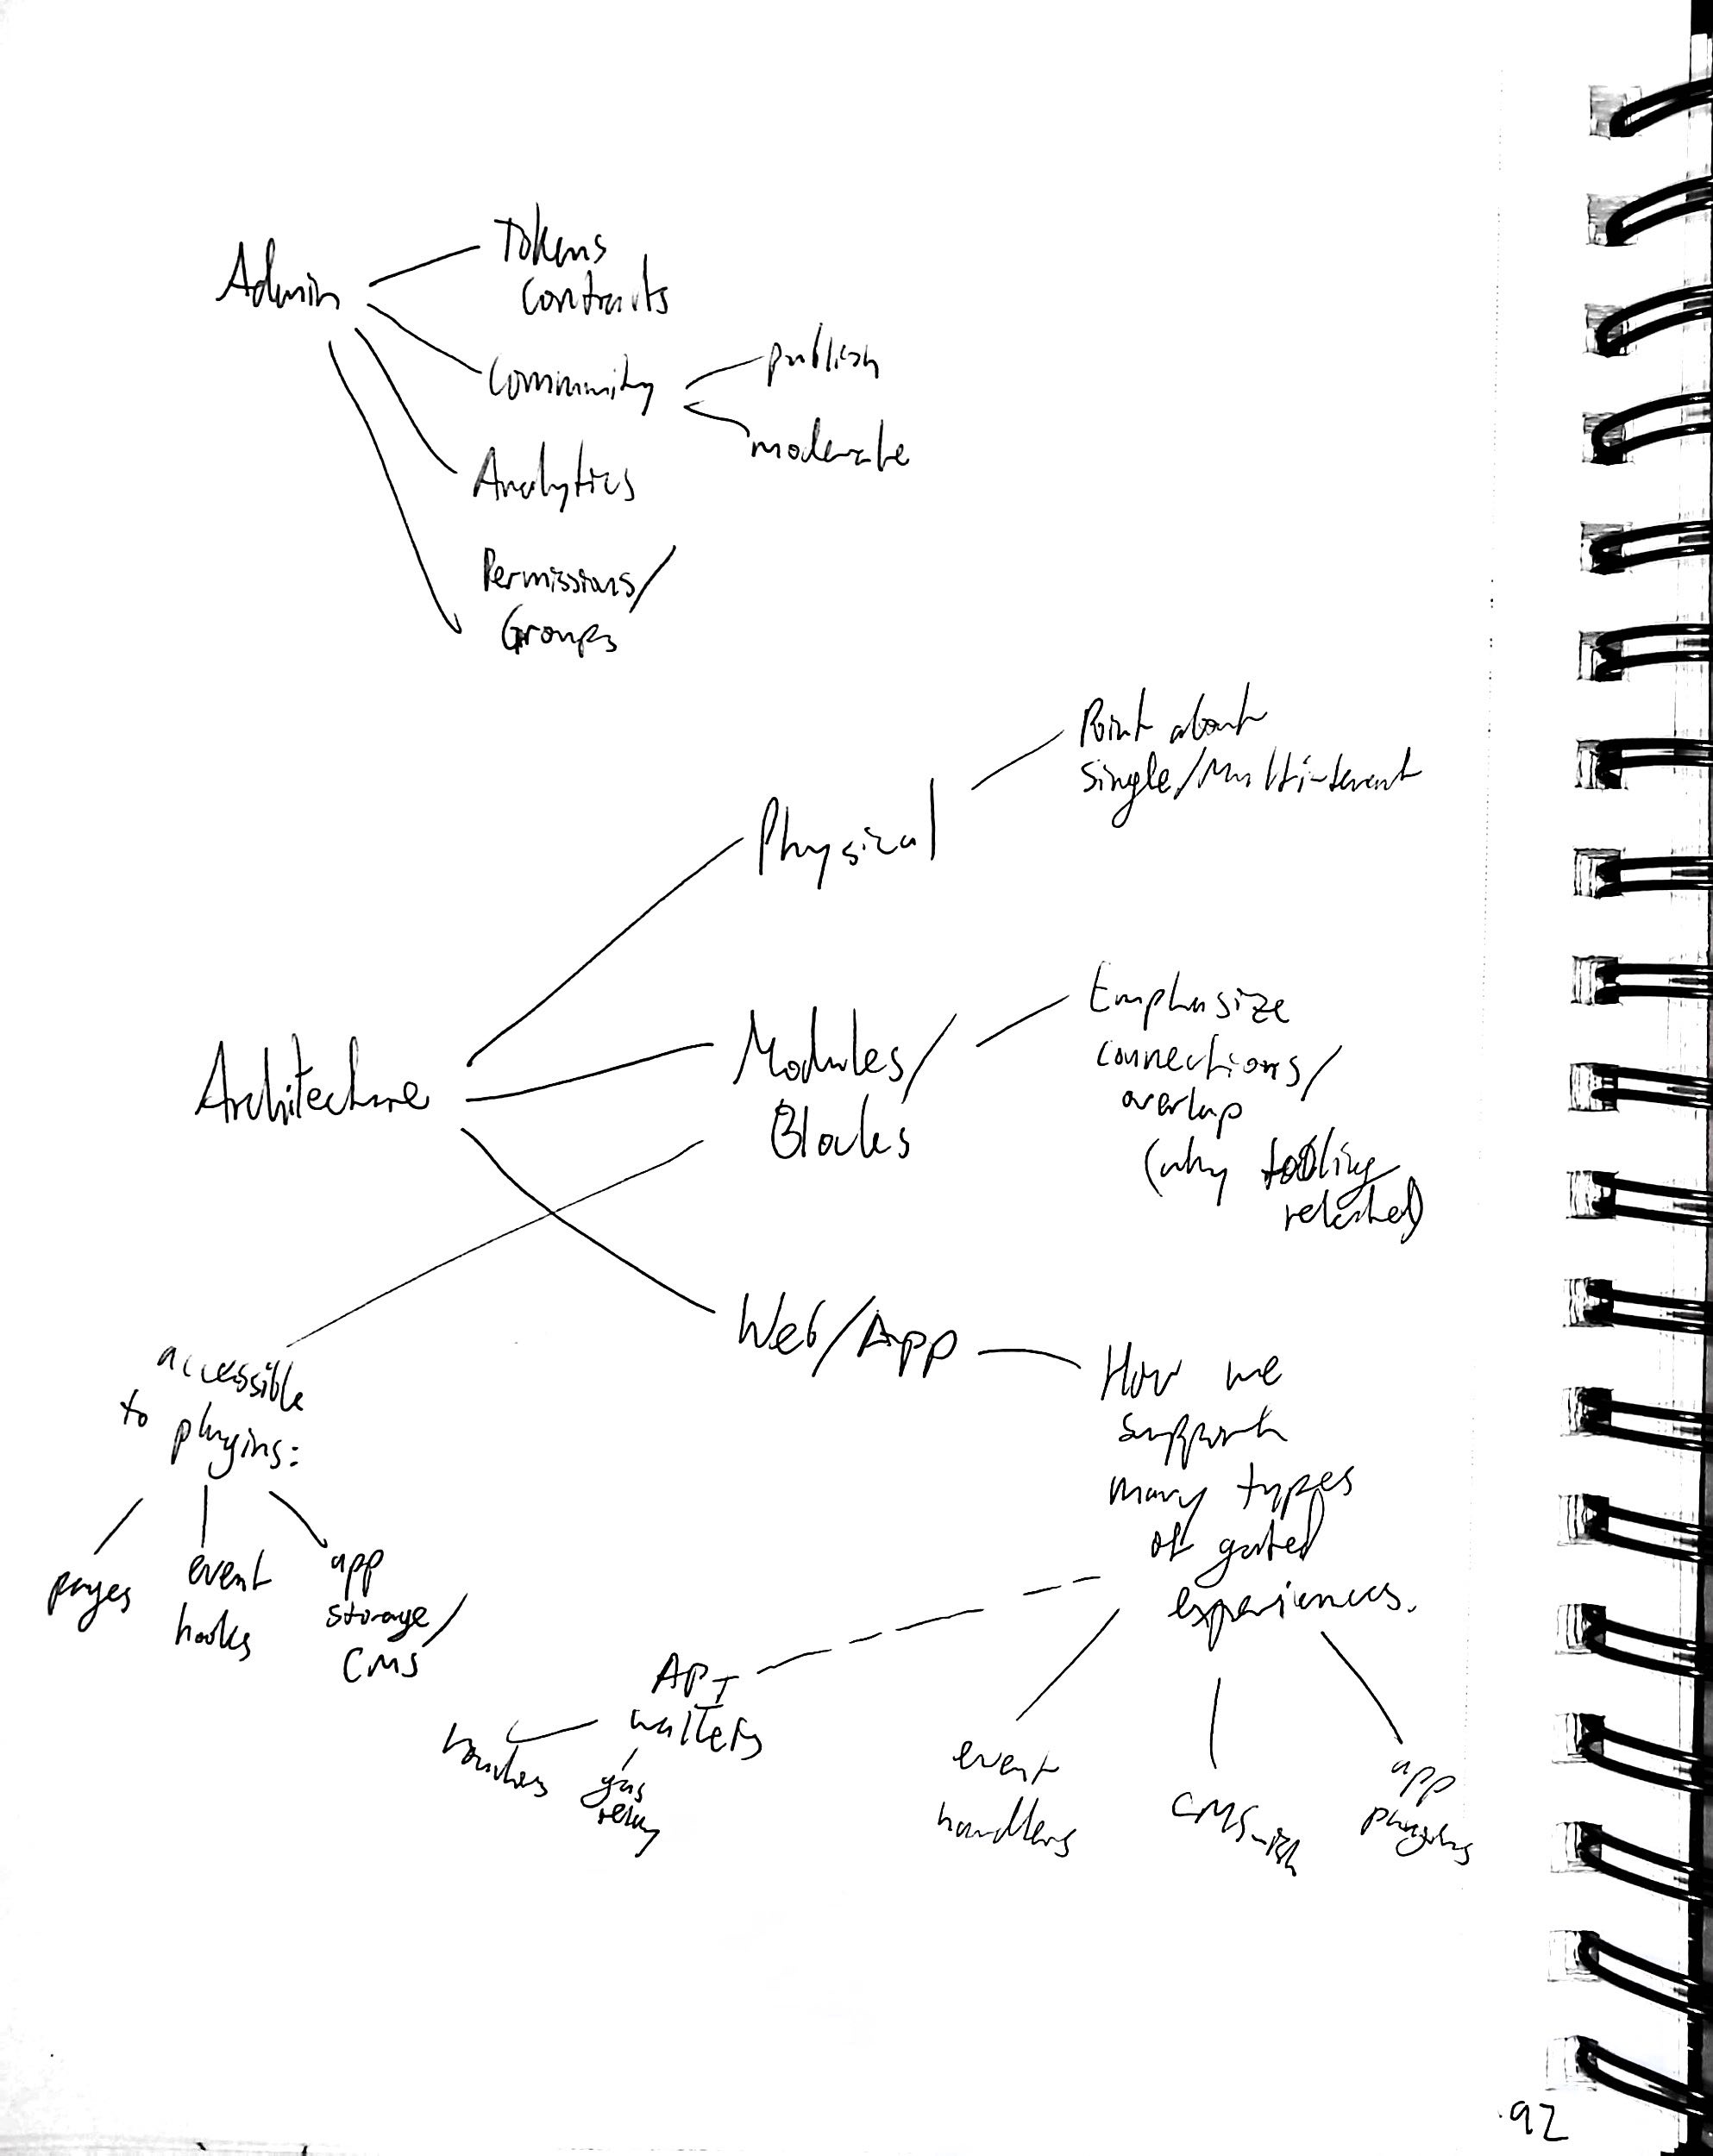 Admin
Tokens
Contracts
Community
publish
moderate
Analytics
Permissions/
Groups
Point about
Single/Multi-tenant
Physical
Emphasize
connections/
overlap
(why tooling
related)
Modules/
Blocks
Architecture
Web/App
How we
support
many types
of gated
experiences.
accessible
to plugins:
pages
event
hooks
app
storage/
CMS
API
wallets
vouchers
gas
relay
event
handlers
CMS-ish
app
plugins
92